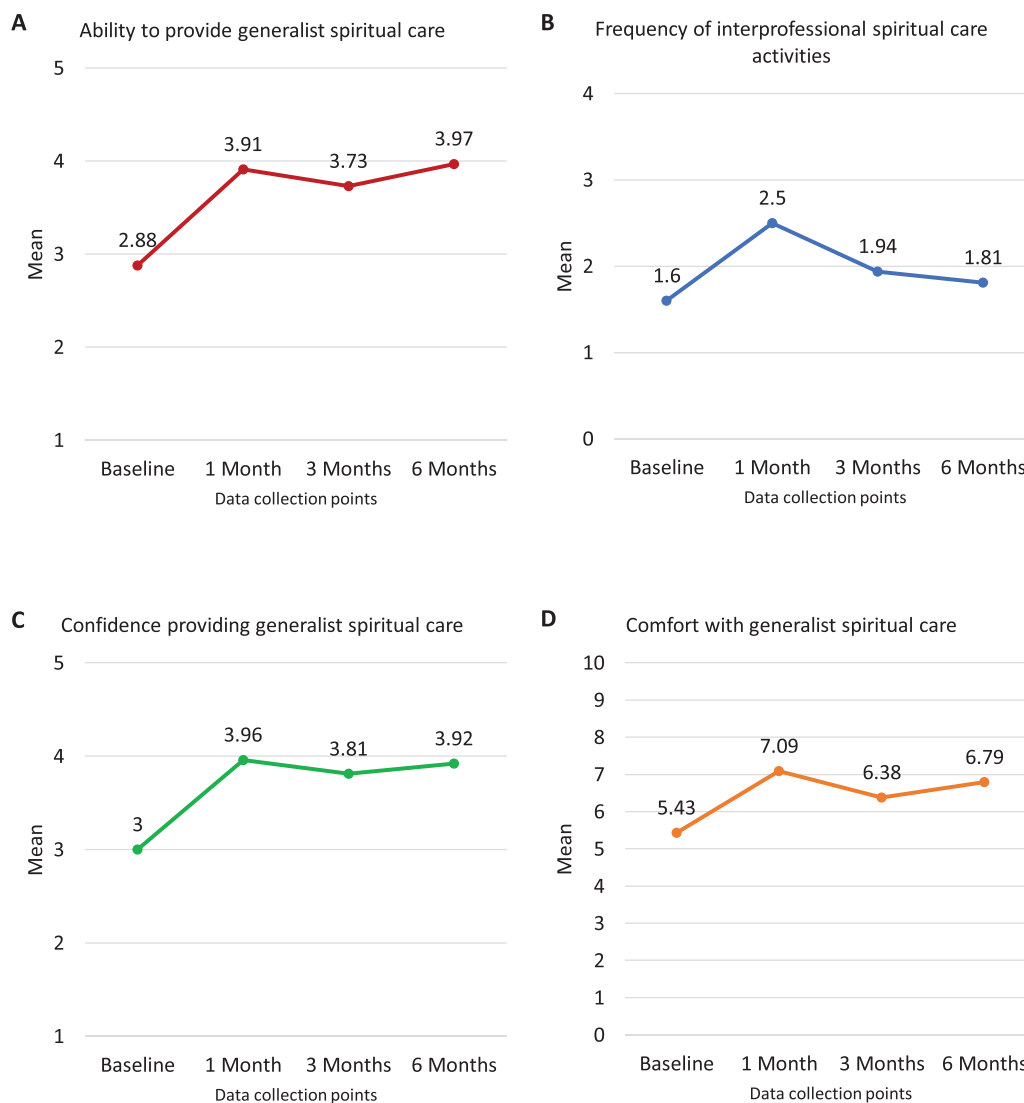 A
Ability to provide generalist spiritual care
5
4
3
2
1
Mean
2.88
3.91
3.73
3.97
Baseline
1 Month
3 Months
6 Months
Data collection points
B
Frequency of interprofessional spiritual care
activities
4
3
2
1
0
Mean
1.6
2.5
1.94
1.81
Baseline
1 Month
3 Months
6 Months
Data collection points
C
Confidence providing generalist spiritual care
5
4
3
2
1
Mean
3
3.96
3.81
3.92
Baseline
1 Month
3 Months
6 Months
Data collection points
D
Comfort with generalist spiritual care
10
9
8
7
6
5
4
3
2
1
0
Mean
5.43
7.09
6.38
6.79
Baseline
1 Month
3 Months
6 Months
Data collection points